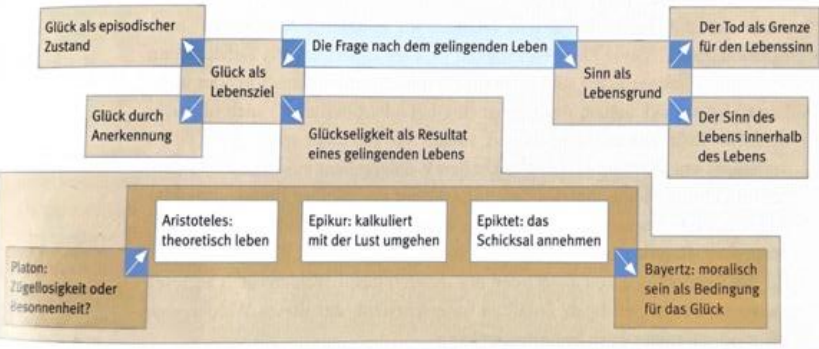 Glück als episodischer
Zustand
Die Frage nach dem gelingenden Leben
Der Tod als Grenze
für den Lebenssinn
Glück als
Lebensziel
Sinn als
Lebensgrund
Glück durch
Anerkennung
Glückseligkeit als Resultat
eines gelingenden Lebens
Der Sinn des
Lebens innerhalb
des Lebens
Aristoteles:
theoretisch leben
Epikur: kalkuliert
mit der Lust umgehen
Epiktet: das
Schicksal annehmen
Platon:
Zügellosigkeit oder
Besonnenheit?
Bayertz: moralisch
sein als Bedingung
für das Glück